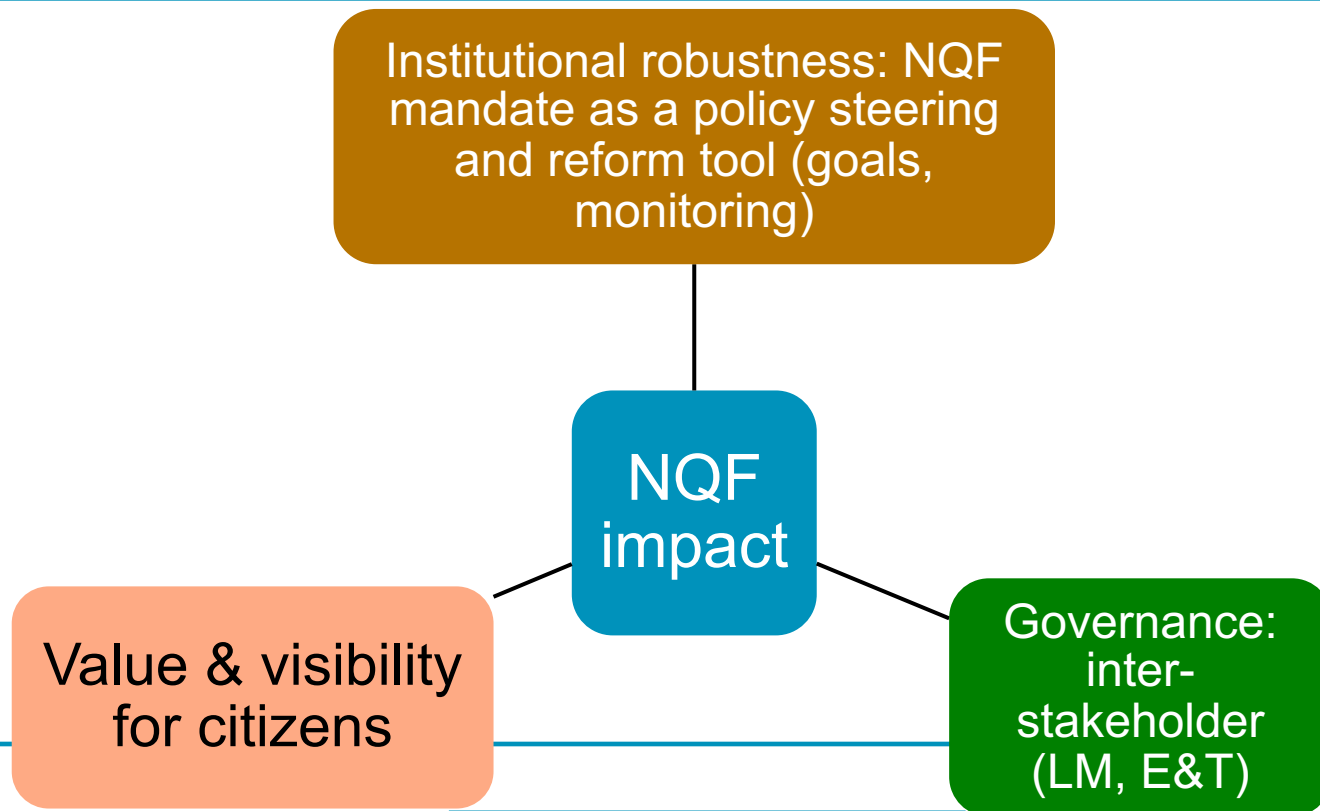 Institutional robustness: NQF
mandate as a policy steering
and reform tool (goals,
monitoring)
NQF
impact
Value & visibility
for citizens
Governance:
inter-
stakeholder
(LM, E&T)